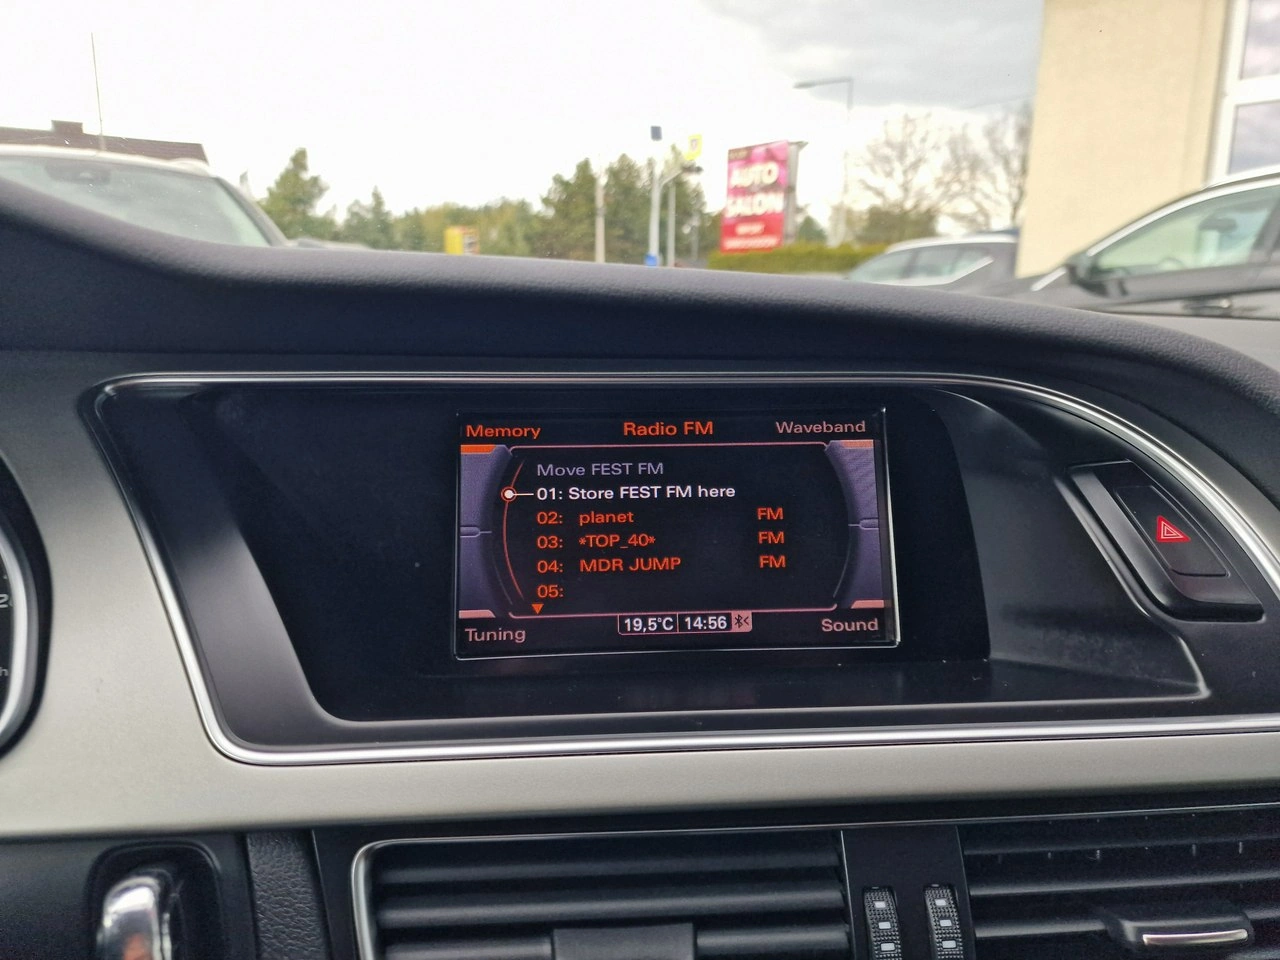 AUTO
SALON
Memory
Radio FM
Waveband
Move FEST FM
01: Store FEST FM here
02: planet FM
03: *TOP_40* FM
04: MDR JUMP FM
05:
Tuning
19,5°C
14:56
Sound